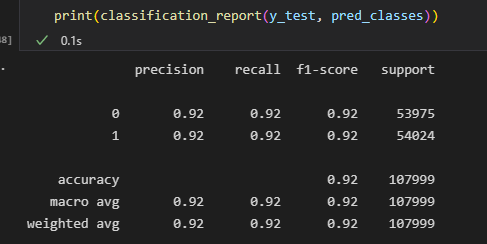 print(classification_report(y_test, pred_classes))
8]
0.1s
precision recall f1-score support
0 0.92 0.92 0.92 53975
1 0.92 0.92 0.92 54024
accuracy 0.92 107999
macro avg 0.92 0.92 0.92 107999
weighted avg 0.92 0.92 0.92 107999